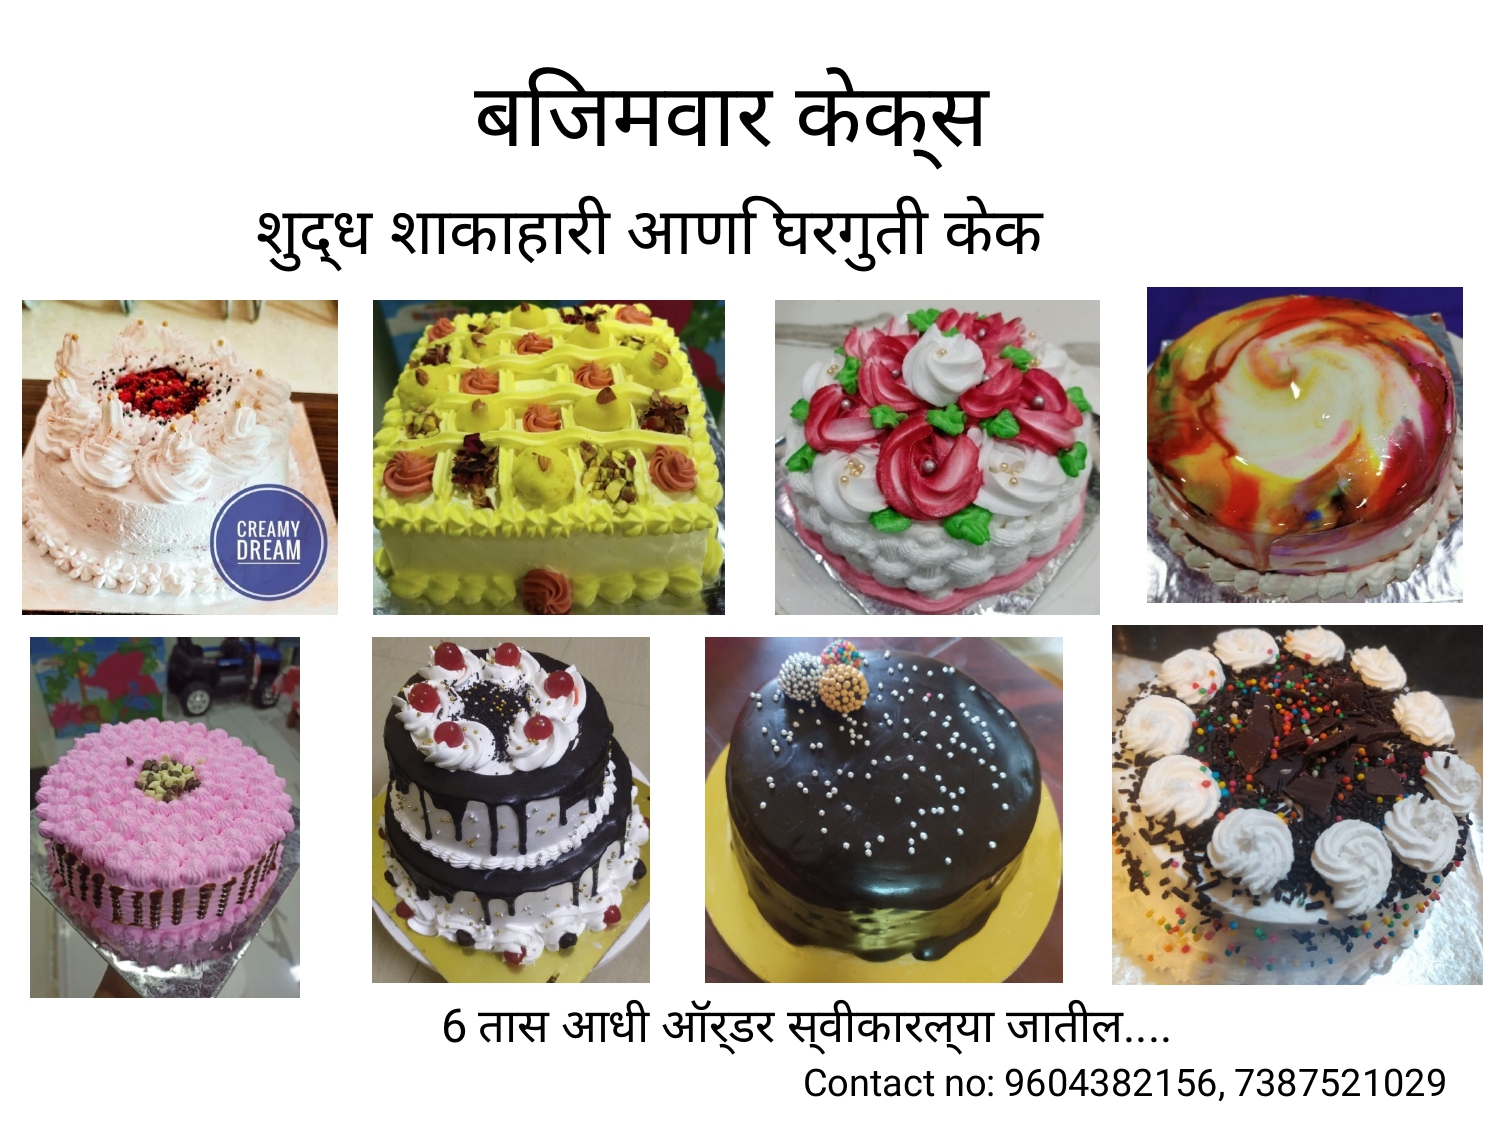 बजिमवार केक्स
शुद्ध शाकाहारी आणि घरगुती केक
CREAMY
DREAM
6 तास आधी ऑर्डर स्वीकारल्या जातील....
Contact no: 9604382156, 7387521029